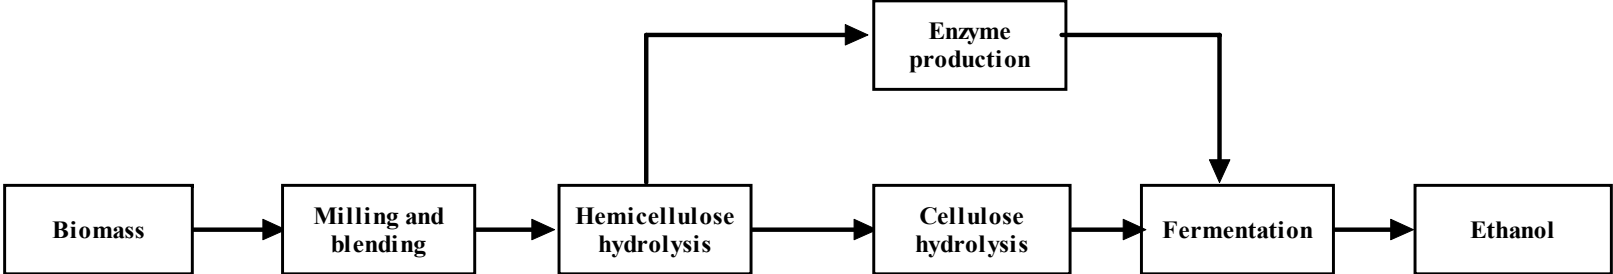 Enzyme
production
Biomass
Milling and
blending
Hemicellulose
hydrolysis
Cellulose
hydrolysis
Fermentation
Ethanol